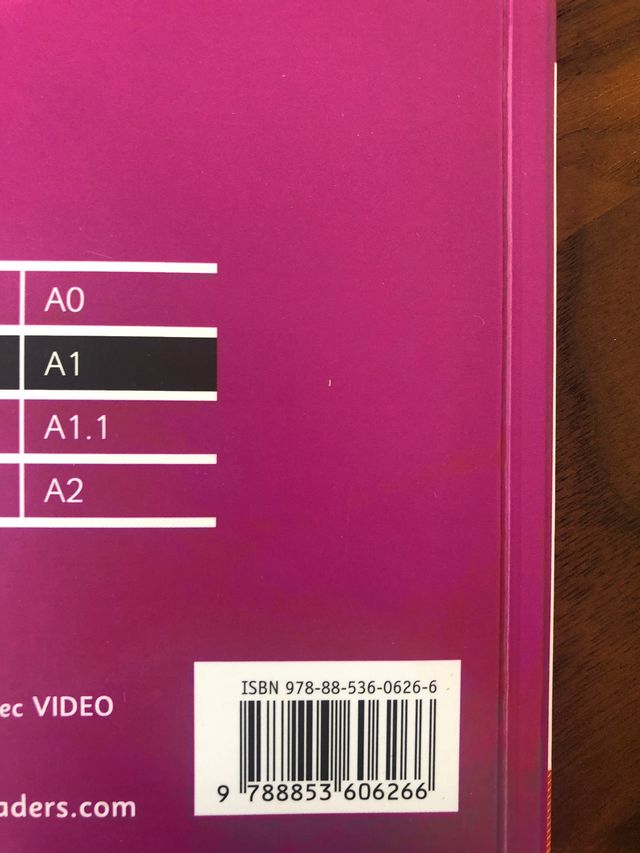 A0
A1
A1.1
A2
ISBN 978-88-536-0626-6
ec VIDEO
9 788853 606266
aders.com